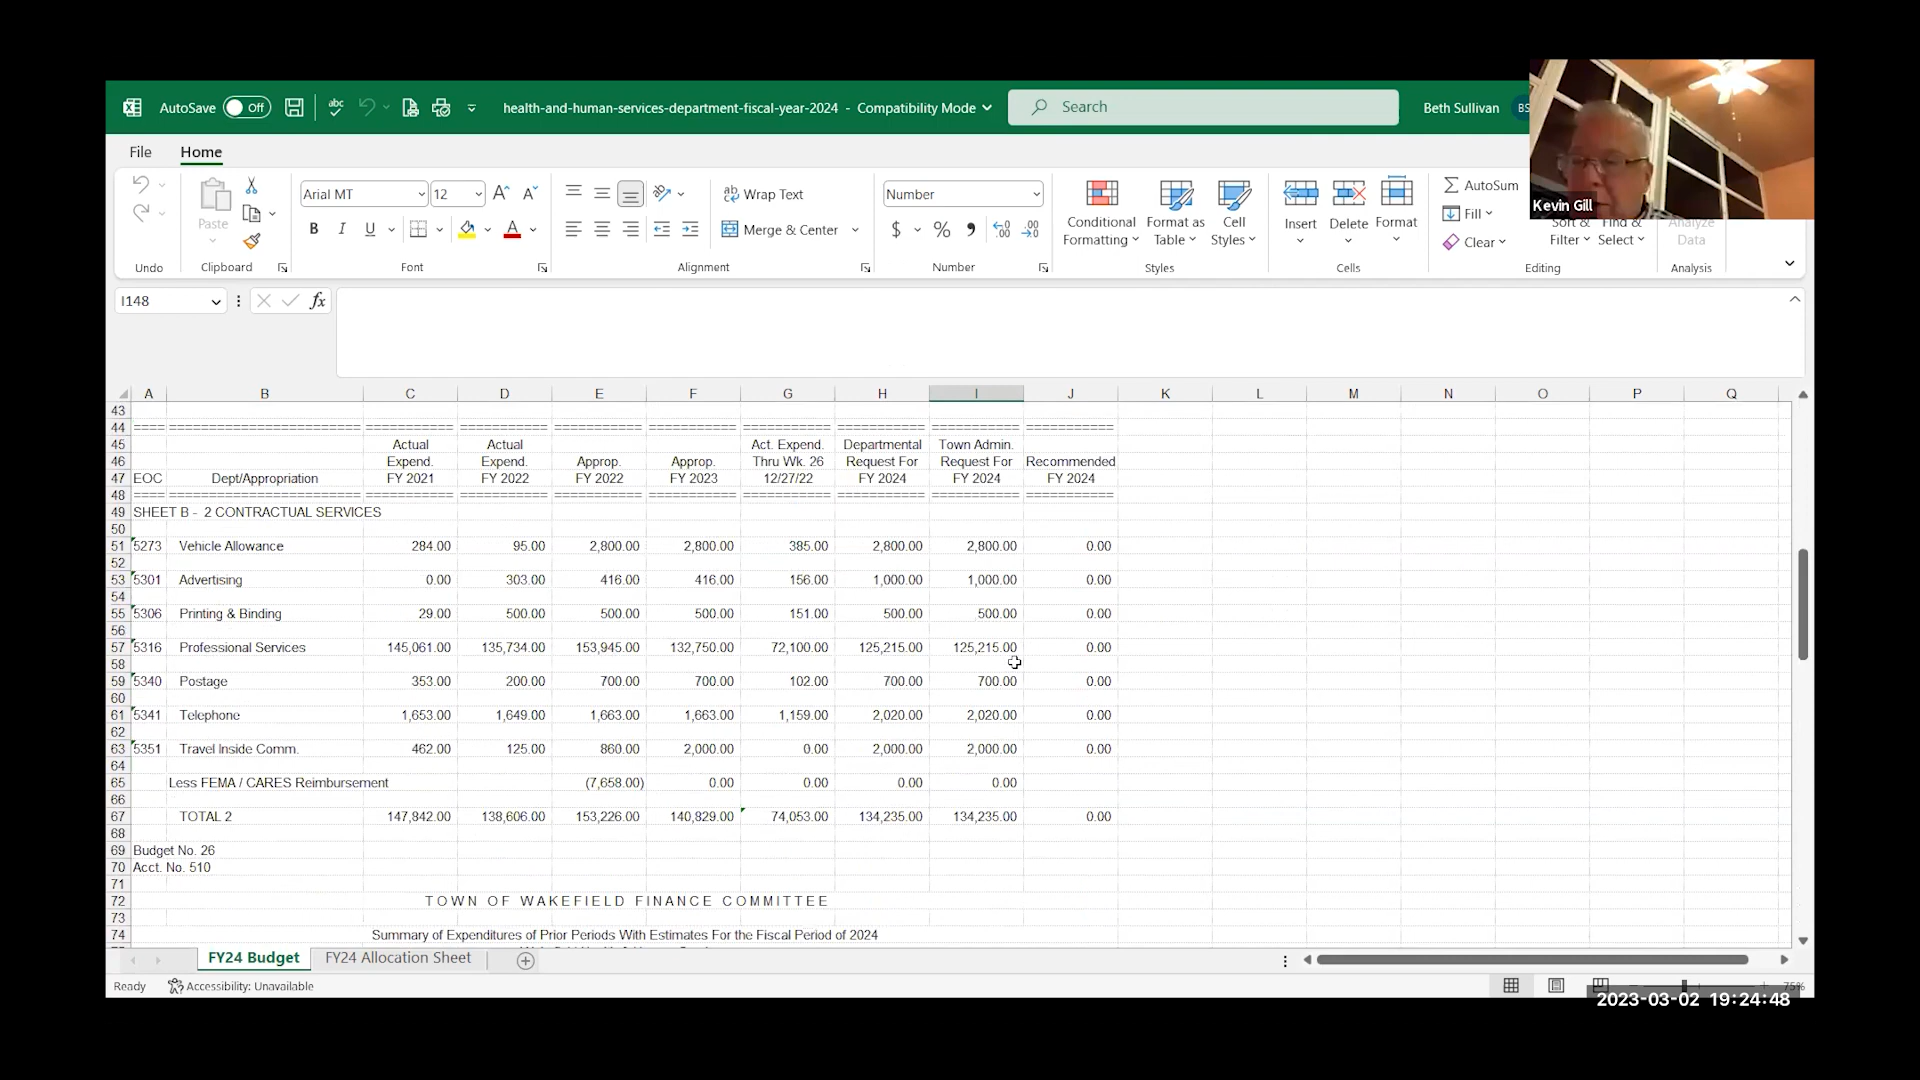 AutoSave Off health-and-human-services-department-fiscal-year-2024 - Compatibility Mode Search Beth Sullivan BS
File Home
Kevin Gill
Paste Arial MT 12 A A Wrap Text Number Conditional Formatting Format as Table Cell Styles Insert Delete Format AutoSum
B I U A Merge & Center $ % Fill Clear Sort & Filter Find & Select Analyze Data
Undo Clipboard Font Alignment Number Styles Cells Editing Analysis
I148 fx
A B C D E F G H I J K L M N O P Q
43
44 ==== ==================== =========== =========== =========== =========== =========== =========== =========== ===========
45 Actual Actual Act. Expend. Departmental Town Admin.
46 Expend. Expend. Approp. Approp. Thru Wk. 26 Request For Request For Recommended
47 EOC Dept/Appropriation FY 2021 FY 2022 FY 2022 FY 2023 12/27/22 FY 2024 FY 2024 FY 2024
48 ==== ==================== =========== =========== =========== =========== =========== =========== =========== ===========
49 SHEET B - 2 CONTRACTUAL SERVICES
50
51 5273 Vehicle Allowance 284.00 95.00 2,800.00 2,800.00 385.00 2,800.00 2,800.00 0.00
52
53 5301 Advertising 0.00 303.00 416.00 416.00 156.00 1,000.00 1,000.00 0.00
54
55 5306 Printing & Binding 29.00 500.00 500.00 500.00 151.00 500.00 500.00 0.00
56
57 5316 Professional Services 145,061.00 135,734.00 153,945.00 132,750.00 72,100.00 125,215.00 125,215.00 0.00
58
59 5340 Postage 353.00 200.00 700.00 700.00 102.00 700.00 700.00 0.00
60
61 5341 Telephone 1,653.00 1,649.00 1,663.00 1,663.00 1,159.00 2,020.00 2,020.00 0.00
62
63 5351 Travel Inside Comm. 462.00 125.00 860.00 2,000.00 0.00 2,000.00 2,000.00 0.00
64
65 Less FEMA / CARES Reimbursement (7,658.00) 0.00 0.00 0.00 0.00
66
67 TOTAL 2 147,842.00 138,606.00 153,226.00 140,829.00 74,053.00 134,235.00 134,235.00 0.00
68
69 Budget No. 26
70 Acct. No. 510
71
72 TOWN OF WAKEFIELD FINANCE COMMITTEE
73
74 Summary of Expenditures of Prior Periods With Estimates For the Fiscal Period of 2024
FY24 Budget FY24 Allocation Sheet
Ready Accessibility: Unavailable 75%
2023-03-02 19:24:48